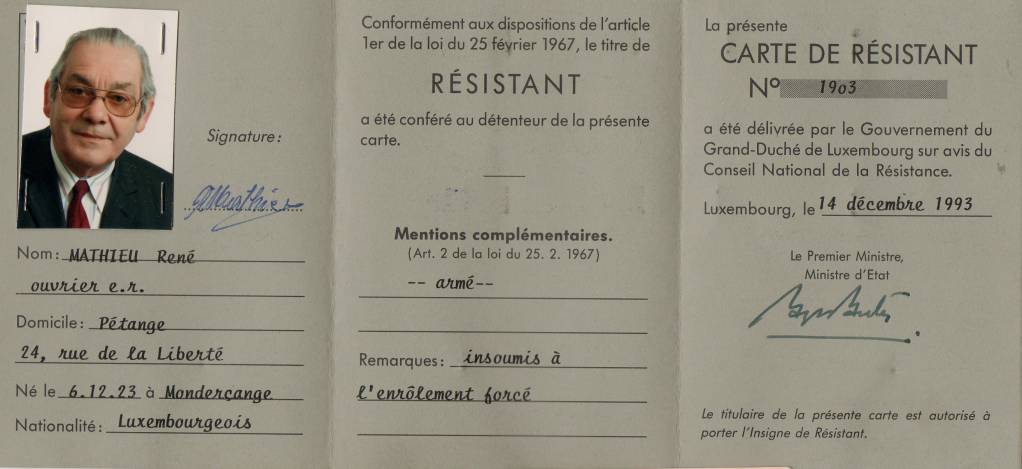 Signature:
Nom: MATHIEU René
ouvrier e.r.
Domicile: Pétange
24, rue de la Liberté
Né le 6.12.23 à Monderçange
Nationalité: Luxembourgeois
Conformément aux dispositions de l'article
1er de la loi du 25 février 1967, le titre de
RÉSISTANT
a été conféré au détenteur de la présente
carte.
Mentions complémentaires.
(Art. 2 de la loi du 25. 2. 1967)
-- armé--
Remarques: insoumis à
l'enrôlement forcé
La présente
CARTE DE RÉSISTANT
No 1903
a été délivrée par le Gouvernement du
Grand-Duché de Luxembourg sur avis du
Conseil National de la Résistance.
Luxembourg, le 14 décembre 1993
Le Premier Ministre,
Ministre d'Etat
Le titulaire de la présente carte est autorisé à
porter l'Insigne de Résistant.